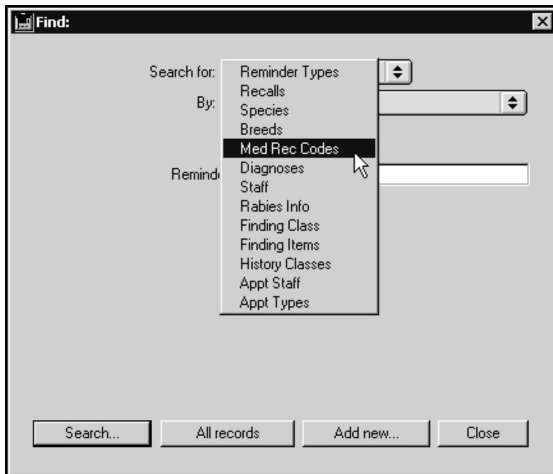 Find:
Search for: Reminder Types
Recalls
By:
Species
Breeds
Med Rec Codes
Remind
Diagnoses
Staff
Rabies Info
Finding Class
Finding Items
History Classes
Appt Staff
Appt Types
Search... All records Add new... Close